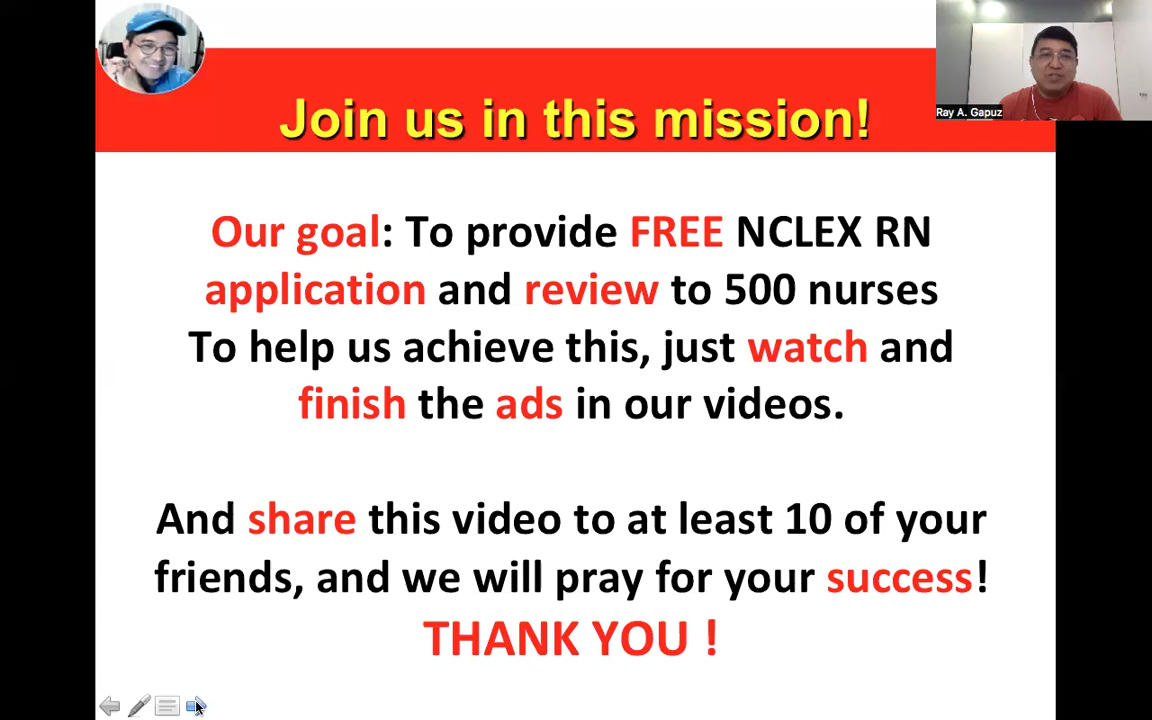 Ray A. Gapuz
Join us in this mission!
Our goal: To provide FREE NCLEX RN
application and review to 500 nurses
To help us achieve this, just watch and
finish the ads in our videos.
And share this video to at least 10 of your
friends, and we will pray for your success!
THANK YOU !